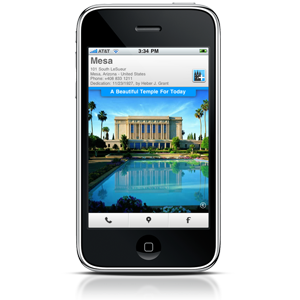 AT&T 3:34 PM
Mesa
101 South LeSueur
Mesa, Arizona - United States
Phone: +480 833 1211
Dedication: 11/23/1927, by Heber J. Grant
A Beautiful Temple For Today
f